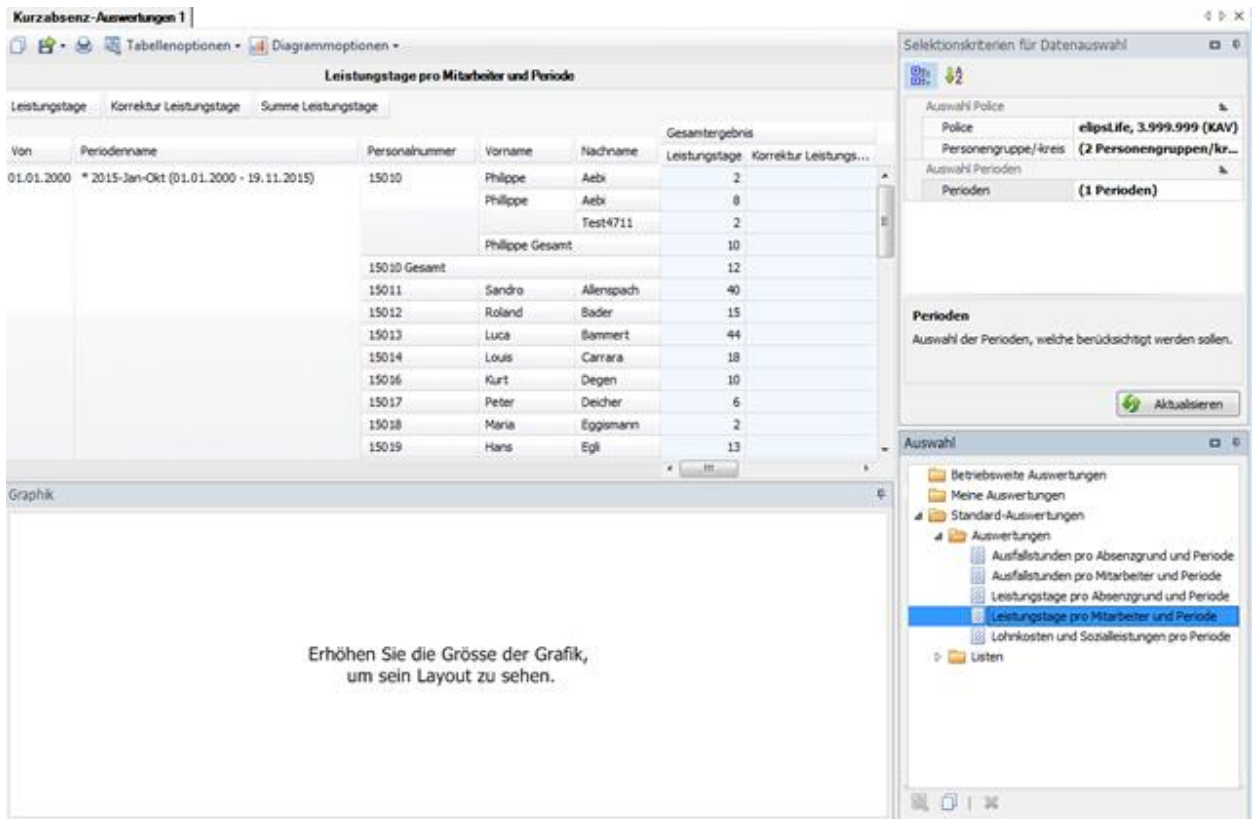 Kurzabsenz-Auswertungen 1
Tabellenoptionen Diagrammoptionen
Leistungstage pro Mitarbeiter und Periode
Leistungstage Korrektur Leistungstage Summe Leistungstage
Gesamtergebnis
Von Periodenname Personalnummer Vorname Nachname Leistungstage Korrektur Leistungs...
01.01.2000 * 2015-Jan-Okt (01.01.2000 - 19.11.2015) 15010 Philppe Aebi 2
Phillippe Aebi 8
Test4711 2
Phillippe Gesamt 10
15010 Gesamt 12
15011 Sandro Allenspach 40
15012 Roland Bader 15
15013 Luca Bammert 44
15014 Louis Carrara 18
15016 Kurt Degen 10
15017 Peter Deicher 6
15018 Maria Eggismann 2
15019 Hans Egli 13
Graphik
Erhöhen Sie die Grösse der Grafik,
um sein Layout zu sehen.
Selektionskriterien für Datenauswahl
Auswahl Police
Police elipsLife, 3.999.999 (KAV)
Personengruppe/-kreis (2 Personengruppen/kr...
Auswahl Perioden
Perioden (1 Perioden)
Perioden
Auswahl der Perioden, welche berücksichtigt werden sollen.
Aktualisieren
Auswahl
Betriebsweite Auswertungen
Meine Auswertungen
Standard-Auswertungen
Auswertungen
Ausfallstunden pro Absenzgrund und Periode
Ausfallstunden pro Mitarbeiter und Periode
Leistungstage pro Absenzgrund und Periode
Leistungstage pro Mitarbeiter und Periode
Lohnkosten und Sozialleistungen pro Periode
Listen